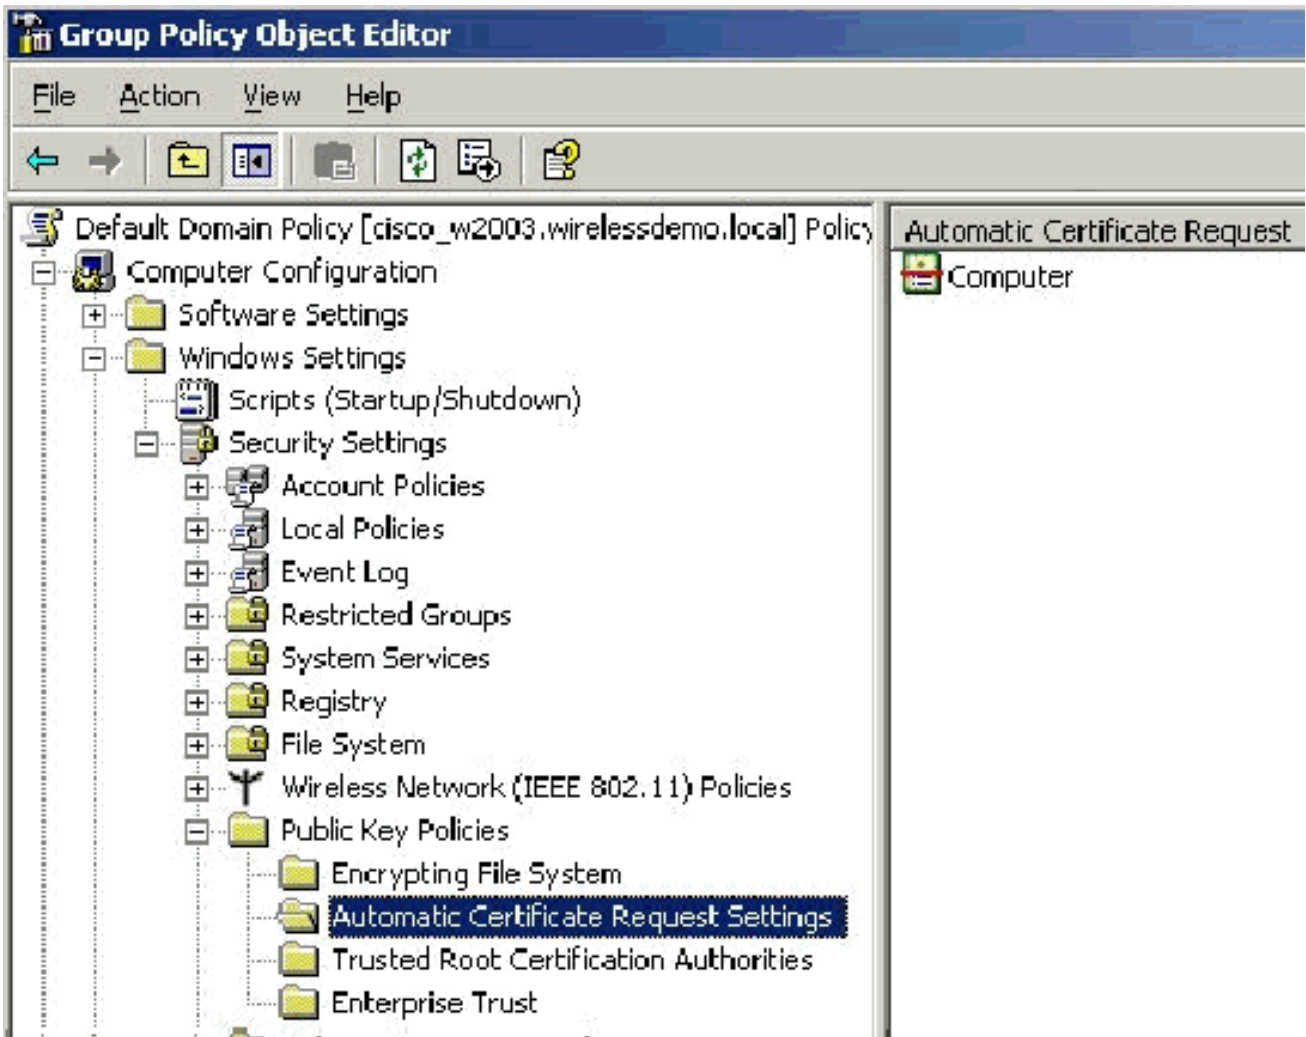 Group Policy Object Editor
File Action View Help
Default Domain Policy [cisco_w2003.wirelessdemo.local] Policy
Computer Configuration
Software Settings
Windows Settings
Scripts (Startup/Shutdown)
Security Settings
Account Policies
Local Policies
Event Log
Restricted Groups
System Services
Registry
File System
Wireless Network (IEEE 802.11) Policies
Public Key Policies
Encrypting File System
Automatic Certificate Request Settings
Trusted Root Certification Authorities
Enterprise Trust
Automatic Certificate Request
Computer